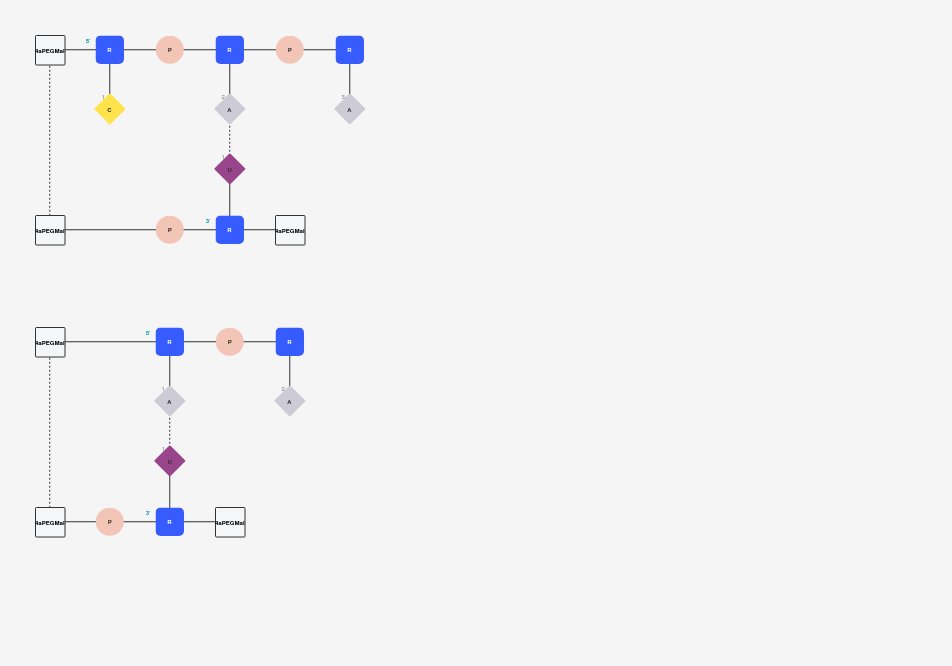 5'
4aPEGMal R P R P R
1 2 3
C A A
1
U
3'
4aPEGMal P R 4aPEGMal
5'
4aPEGMal R P R
1 2
A A
1
U
3'
4aPEGMal P R 4aPEGMal